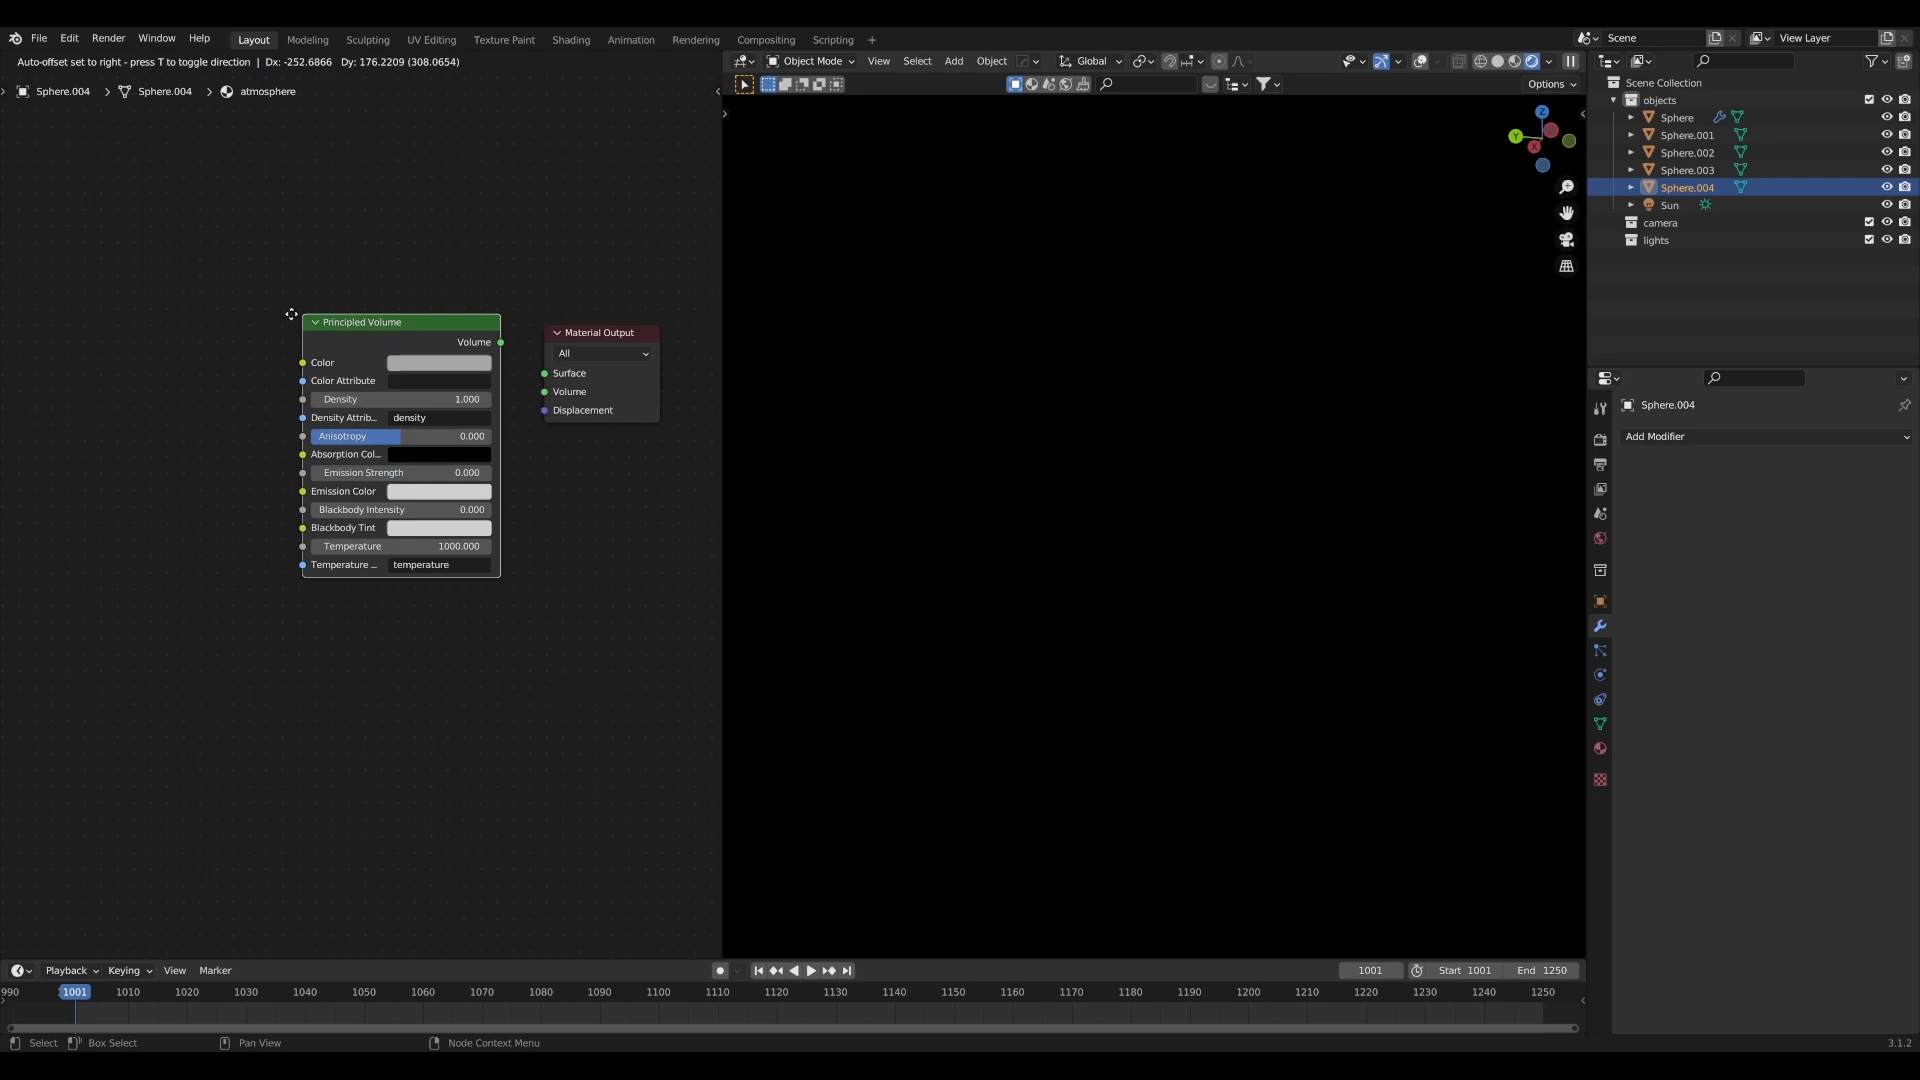 File Edit Render Window Help Layout Modeling Sculpting UV Editing Texture Paint Shading Animation Rendering Compositing Scripting + Scene View Layer
Auto-offset set to right - press T to toggle direction | Dx: -252.6866 Dy: 176.2209 (308.0654)
Object Mode View Select Add Object Global
Sphere.004 > Sphere.004 > atmosphere
Options
Z
Y
X
Scene Collection
objects
Sphere
Sphere.001
Sphere.002
Sphere.003
Sphere.004
Sun
camera
lights
Principled Volume
Volume
Color
Color Attribute
Density 1.000
Density Attrib... density
Anisotropy 0.000
Absorption Col...
Emission Strength 0.000
Emission Color
Blackbody Intensity 0.000
Blackbody Tint
Temperature 1000.000
Temperature ... temperature
Material Output
All
Surface
Volume
Displacement
Sphere.004
Add Modifier
Playback Keying View Marker 1001 Start 1001 End 1250
990 1001 1010 1020 1030 1040 1050 1060 1070 1080 1090 1100 1110 1120 1130 1140 1150 1160 1170 1180 1190 1200 1210 1220 1230 1240 1250
Select Box Select Pan View Node Context Menu 3.1.2